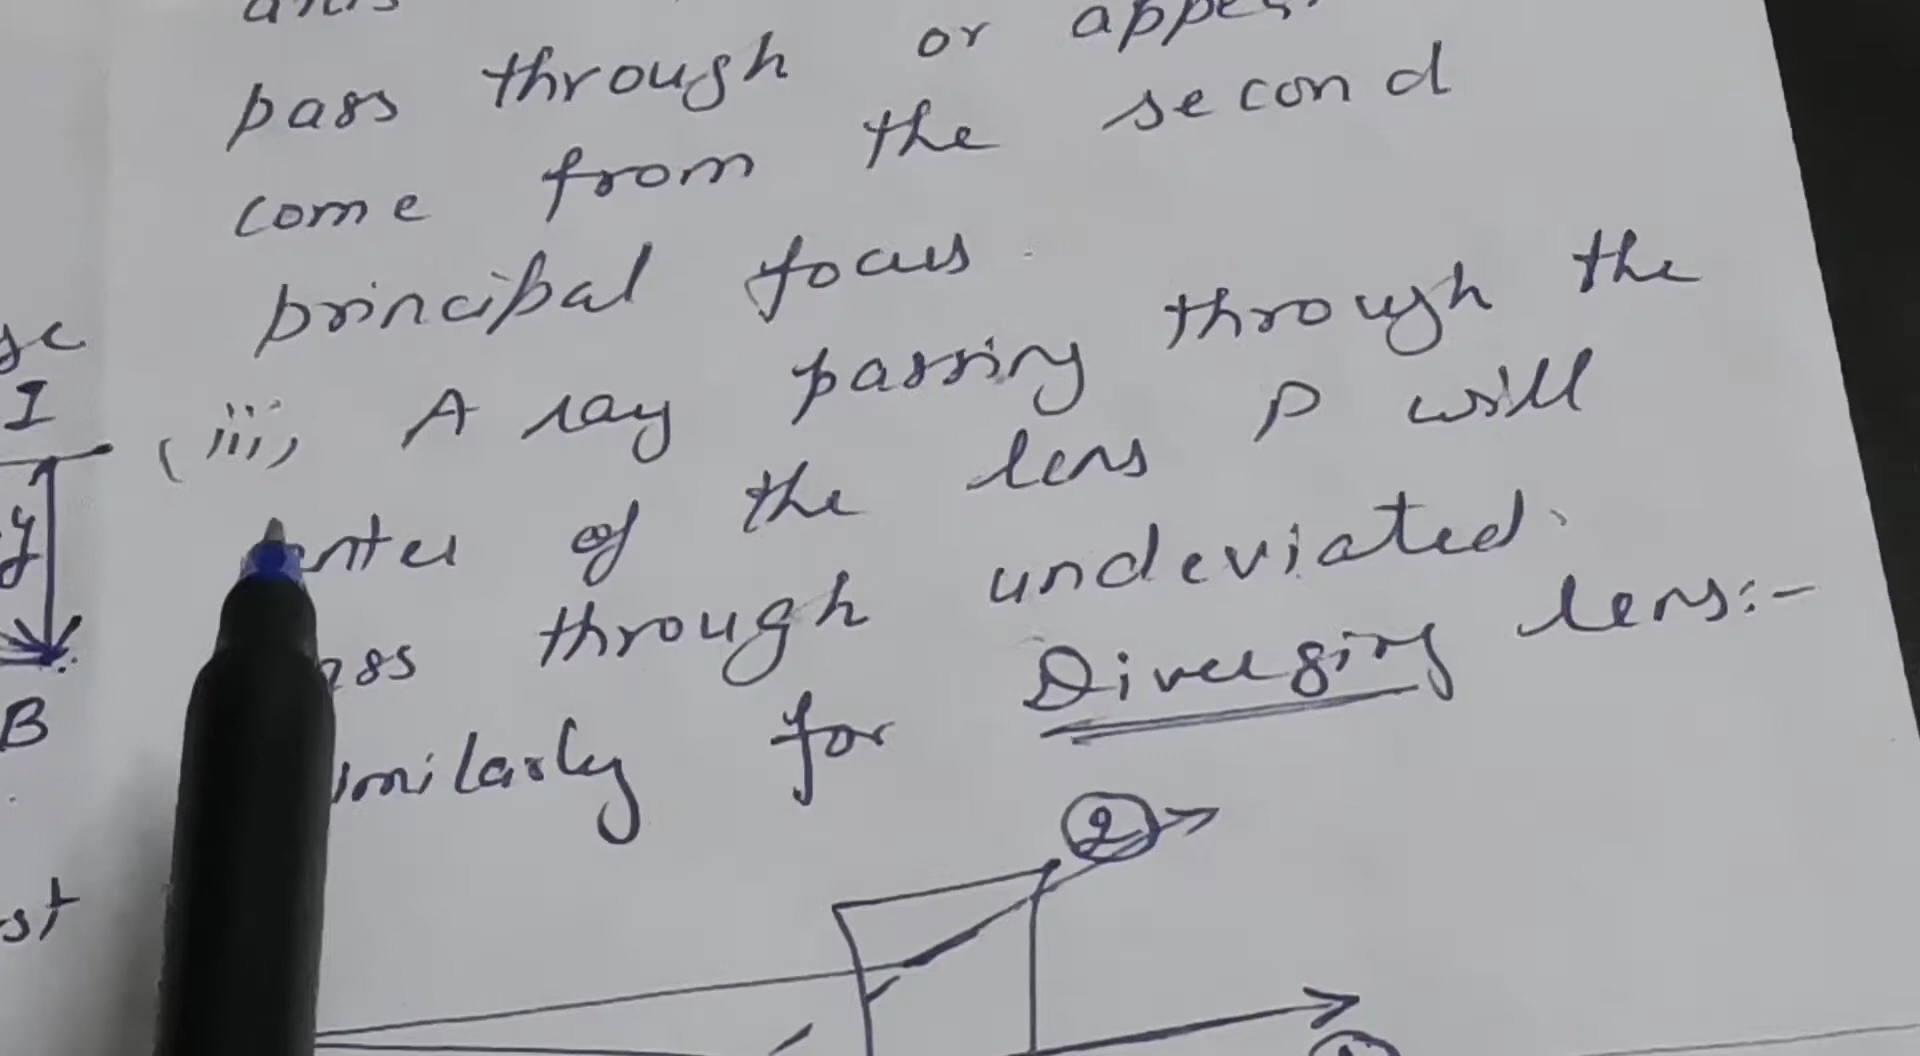 pass through or
come from the second
principal focus.
(iii) A ray passing through the
of the lens P will
through undeviated.
for Diverging lens:-
2
I
y
B